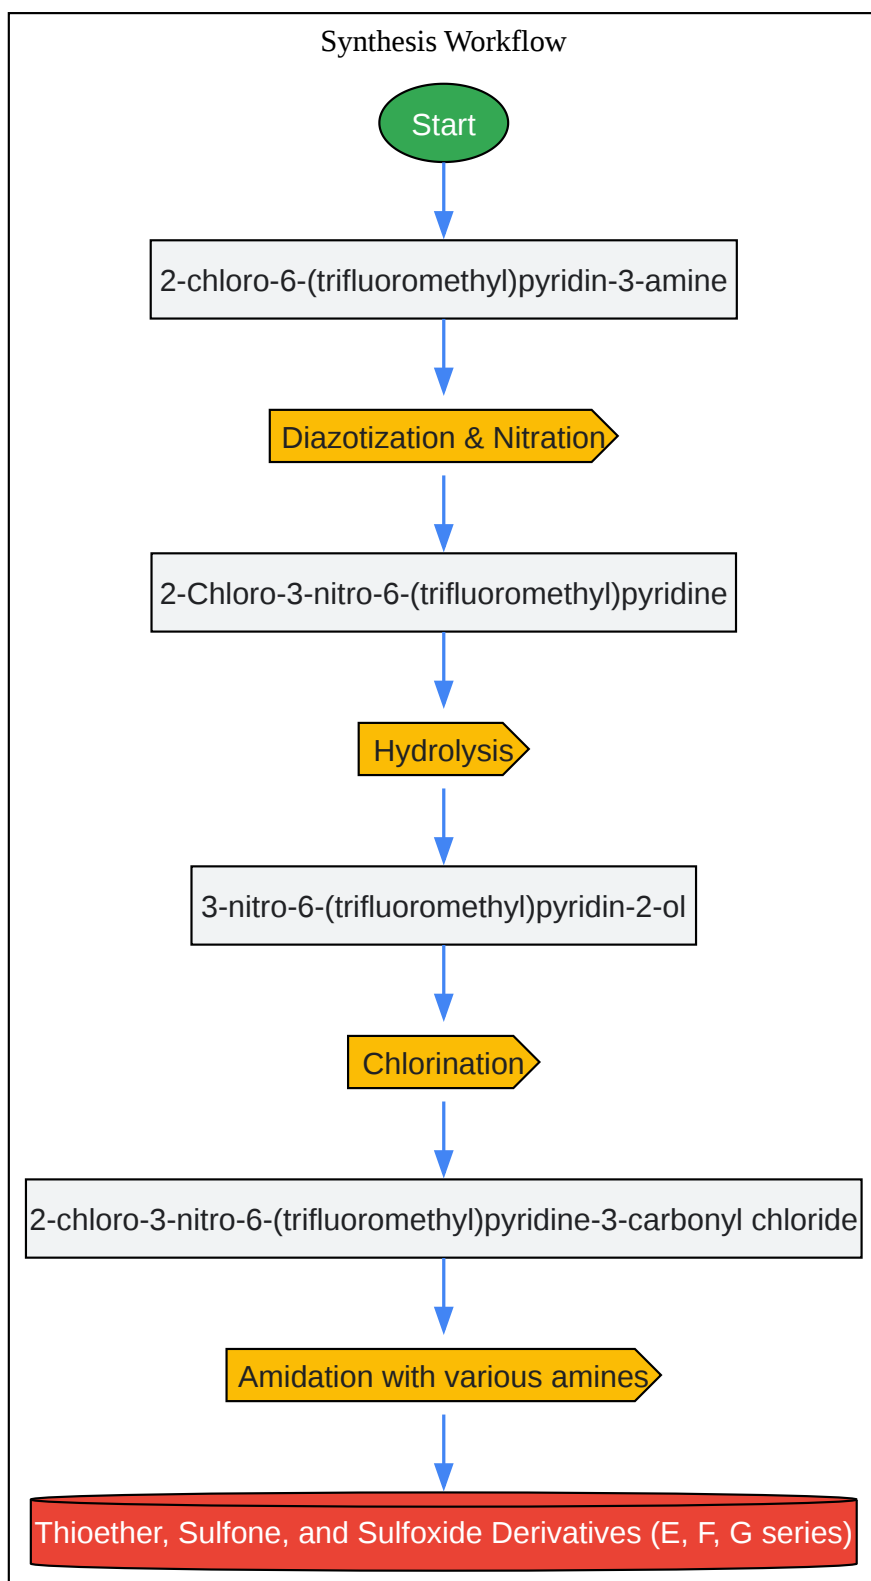 Synthesis Workflow
Start
2-chloro-6-(trifluoromethyl)pyridin-3-amine
Diazotization & Nitration
2-Chloro-3-nitro-6-(trifluoromethyl)pyridine
Hydrolysis
3-nitro-6-(trifluoromethyl)pyridin-2-ol
Chlorination
2-chloro-3-nitro-6-(trifluoromethyl)pyridine-3-carbonyl chloride
Amidation with various amines
Thioether, Sulfone, and Sulfoxide Derivatives (E, F, G series)